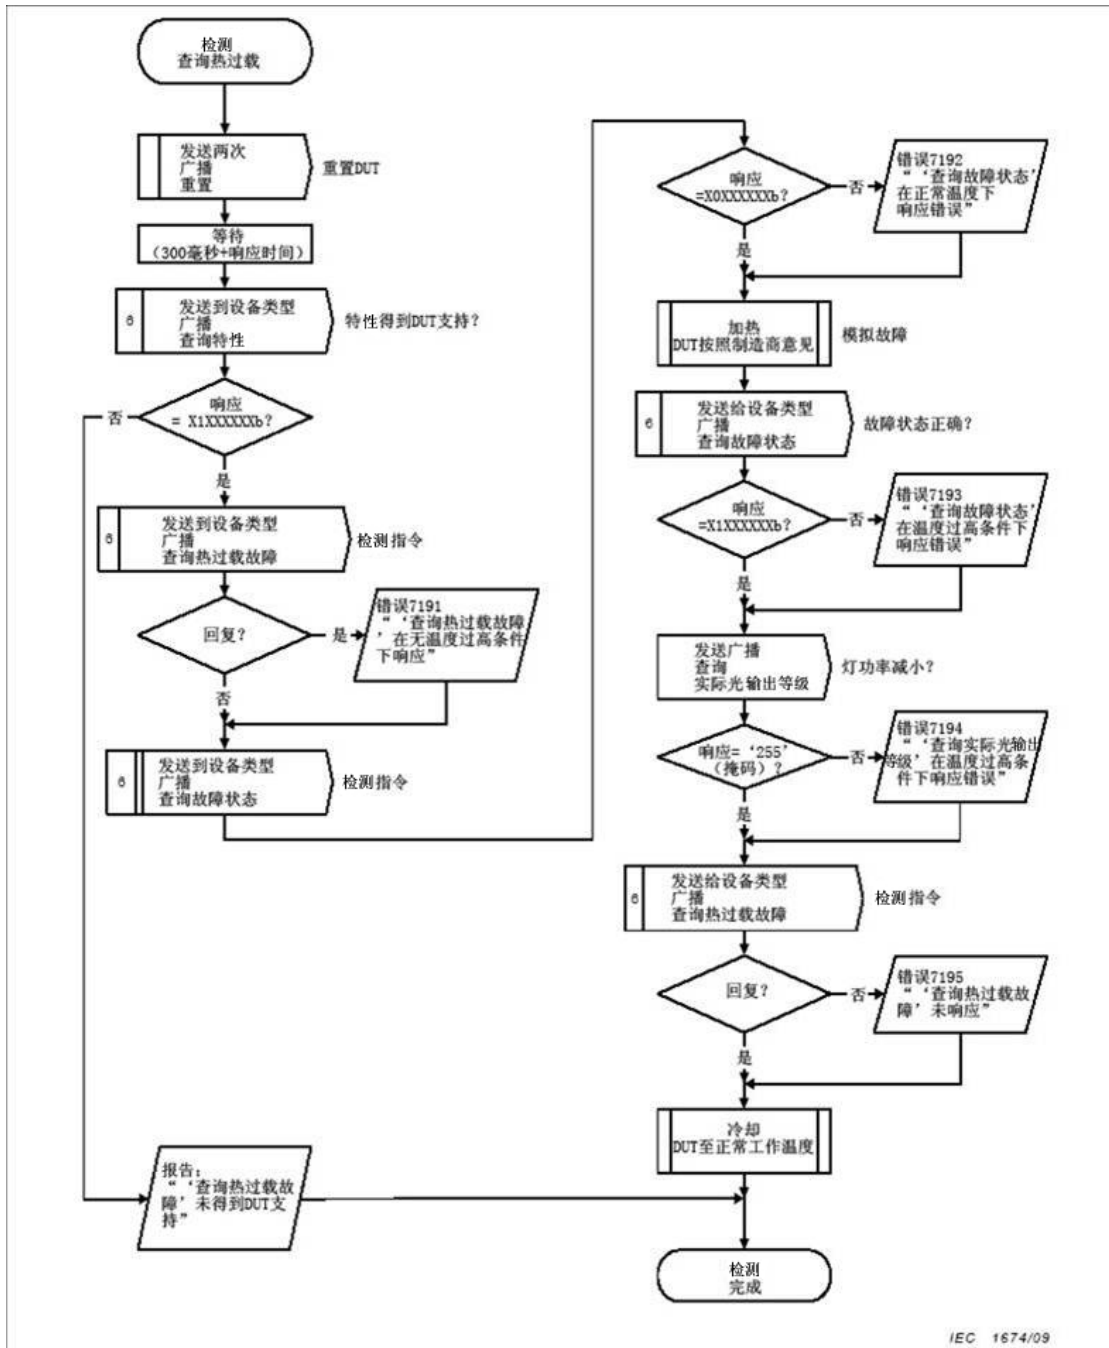 检测
查询热过载
发送两次
广播
重置
重置DUT
等待
(300毫秒+响应时间)
6
发送到设备类型
广播
查询特性
特性得到DUT支持?
响应
= X1XXXXXXb?
否
是
6
发送到设备类型
广播
查询热过载故障
检测指令
回复?
是
错误7191
“ ‘查询热过载故障
’在无温度过高条件
下响应”
否
6
发送到设备类型
广播
查询故障状态
检测指令
报告:
“ ‘查询热过载故
障’未得到DUT支
持”
响应
=X0XXXXXXb?
否
错误7192
“ ‘查询故障状态’
在正常温度下
响应错误”
是
加热
DUT按照制造商意见
模拟故障
6
发送给设备类型
广播
查询故障状态
故障状态正确?
响应
=X1XXXXXXb?
否
错误7193
“ ‘查询故障状态’
在温度过高条件下
响应错误”
是
发送广播
查询
实际光输出等级
灯功率减小?
响应= ‘255’
(掩码)?
否
错误7194
“ ‘查询实际光输出
等级’在温度过高条
件下响应错误”
是
6
发送给设备类型
广播
查询热过载故障
检测指令
回复?
否
错误7195
“ ‘查询热过载故
障’未响应”
是
冷却
DUT至正常工作温度
检测
完成
IEC 1674/09